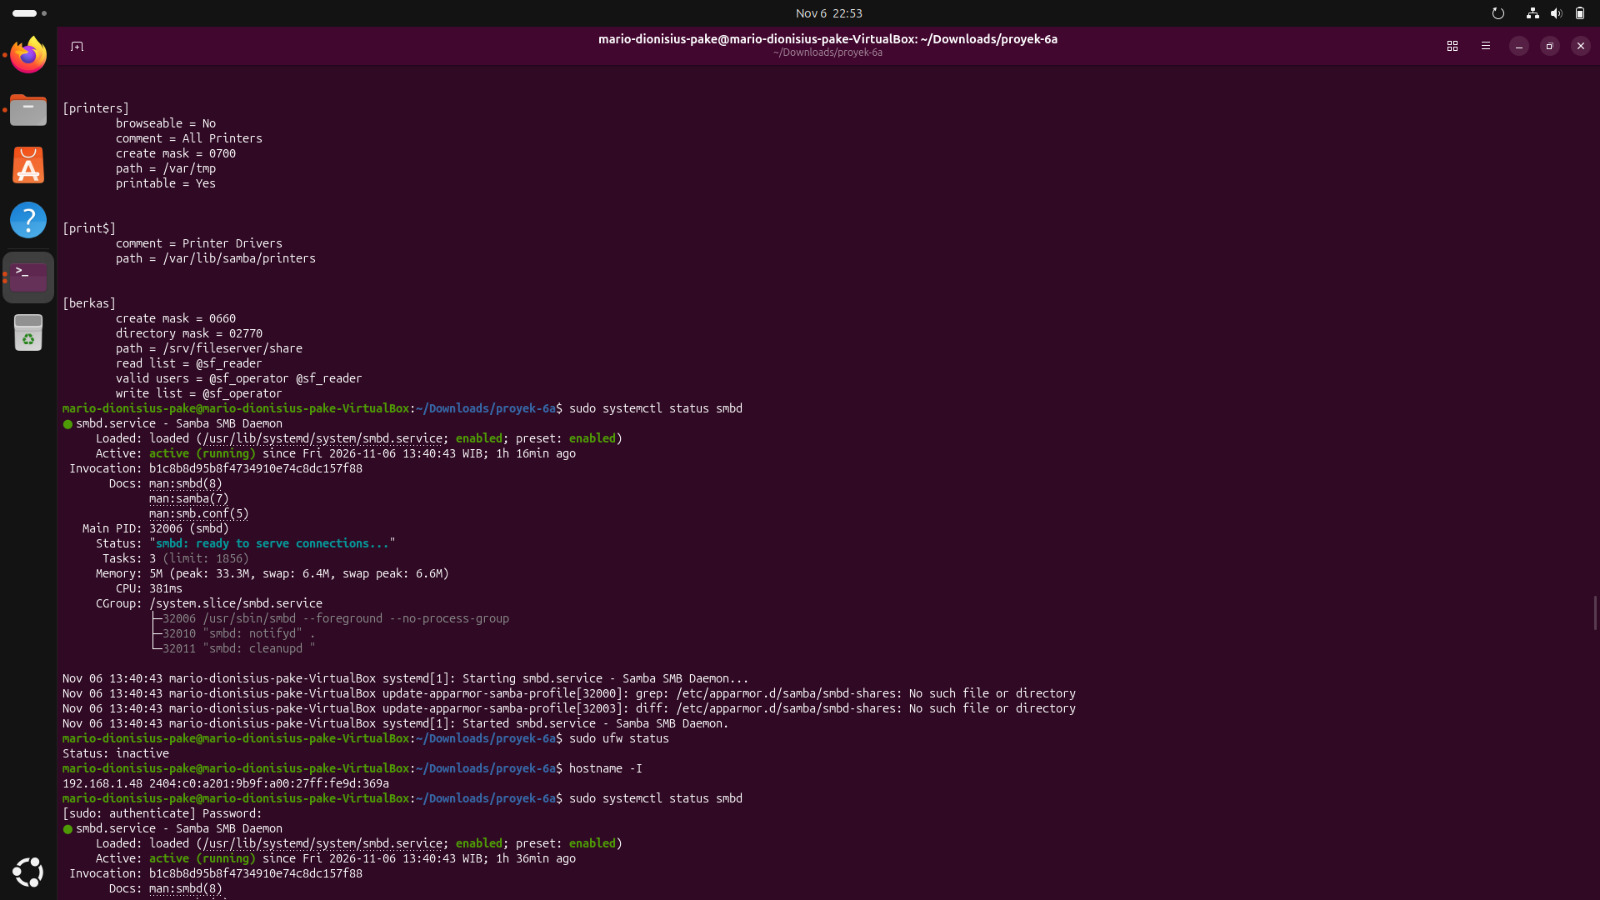 Nov 6 22:53
mario-dionisius-pake@mario-dionisius-pake-VirtualBox: ~/Downloads/proyek-6a
~/Downloads/proyek-6a
[printers]
browseable = No
comment = All Printers
create mask = 0700
path = /var/tmp
printable = Yes
[print$]
comment = Printer Drivers
path = /var/lib/samba/printers
[berkas]
create mask = 0660
directory mask = 02770
path = /srv/fileserver/share
read list = @sf_reader
valid users = @sf_operator @sf_reader
write list = @sf_operator
mario-dionisius-pake@mario-dionisius-pake-VirtualBox:~/Downloads/proyek-6a$ sudo systemctl status smbd
● smbd.service - Samba SMB Daemon
Loaded: loaded (/usr/lib/systemd/system/smbd.service; enabled; preset: enabled)
Active: active (running) since Fri 2026-11-06 13:40:43 WIB; 1h 16min ago
Invocation: b1c8b8d95b8f4734910e74c8dc157f88
Docs: man:smbd(8)
man:samba(7)
man:smb.conf(5)
Main PID: 32006 (smbd)
Status: "smbd: ready to serve connections..."
Tasks: 3 (limit: 1856)
Memory: 5M (peak: 33.3M, swap: 6.4M, swap peak: 6.6M)
CPU: 381ms
CGroup: /system.slice/smbd.service
├─32006 /usr/sbin/smbd --foreground --no-process-group
├─32010 "smbd: notifyd" .
└─32011 "smbd: cleanupd "
Nov 06 13:40:43 mario-dionisius-pake-VirtualBox systemd[1]: Starting smbd.service - Samba SMB Daemon...
Nov 06 13:40:43 mario-dionisius-pake-VirtualBox update-apparmor-samba-profile[32000]: grep: /etc/apparmor.d/samba/smbd-shares: No such file or directory
Nov 06 13:40:43 mario-dionisius-pake-VirtualBox update-apparmor-samba-profile[32003]: diff: /etc/apparmor.d/samba/smbd-shares: No such file or directory
Nov 06 13:40:43 mario-dionisius-pake-VirtualBox systemd[1]: Started smbd.service - Samba SMB Daemon.
mario-dionisius-pake@mario-dionisius-pake-VirtualBox:~/Downloads/proyek-6a$ sudo ufw status
Status: inactive
mario-dionisius-pake@mario-dionisius-pake-VirtualBox:~/Downloads/proyek-6a$ hostname -I
192.168.1.48 2404:c0:a201:9b9f:a00:27ff:fe9d:369a
mario-dionisius-pake@mario-dionisius-pake-VirtualBox:~/Downloads/proyek-6a$ sudo systemctl status smbd
[sudo: authenticate] Password:
● smbd.service - Samba SMB Daemon
Loaded: loaded (/usr/lib/systemd/system/smbd.service; enabled; preset: enabled)
Active: active (running) since Fri 2026-11-06 13:40:43 WIB; 1h 36min ago
Invocation: b1c8b8d95b8f4734910e74c8dc157f88
Docs: man:smbd(8)